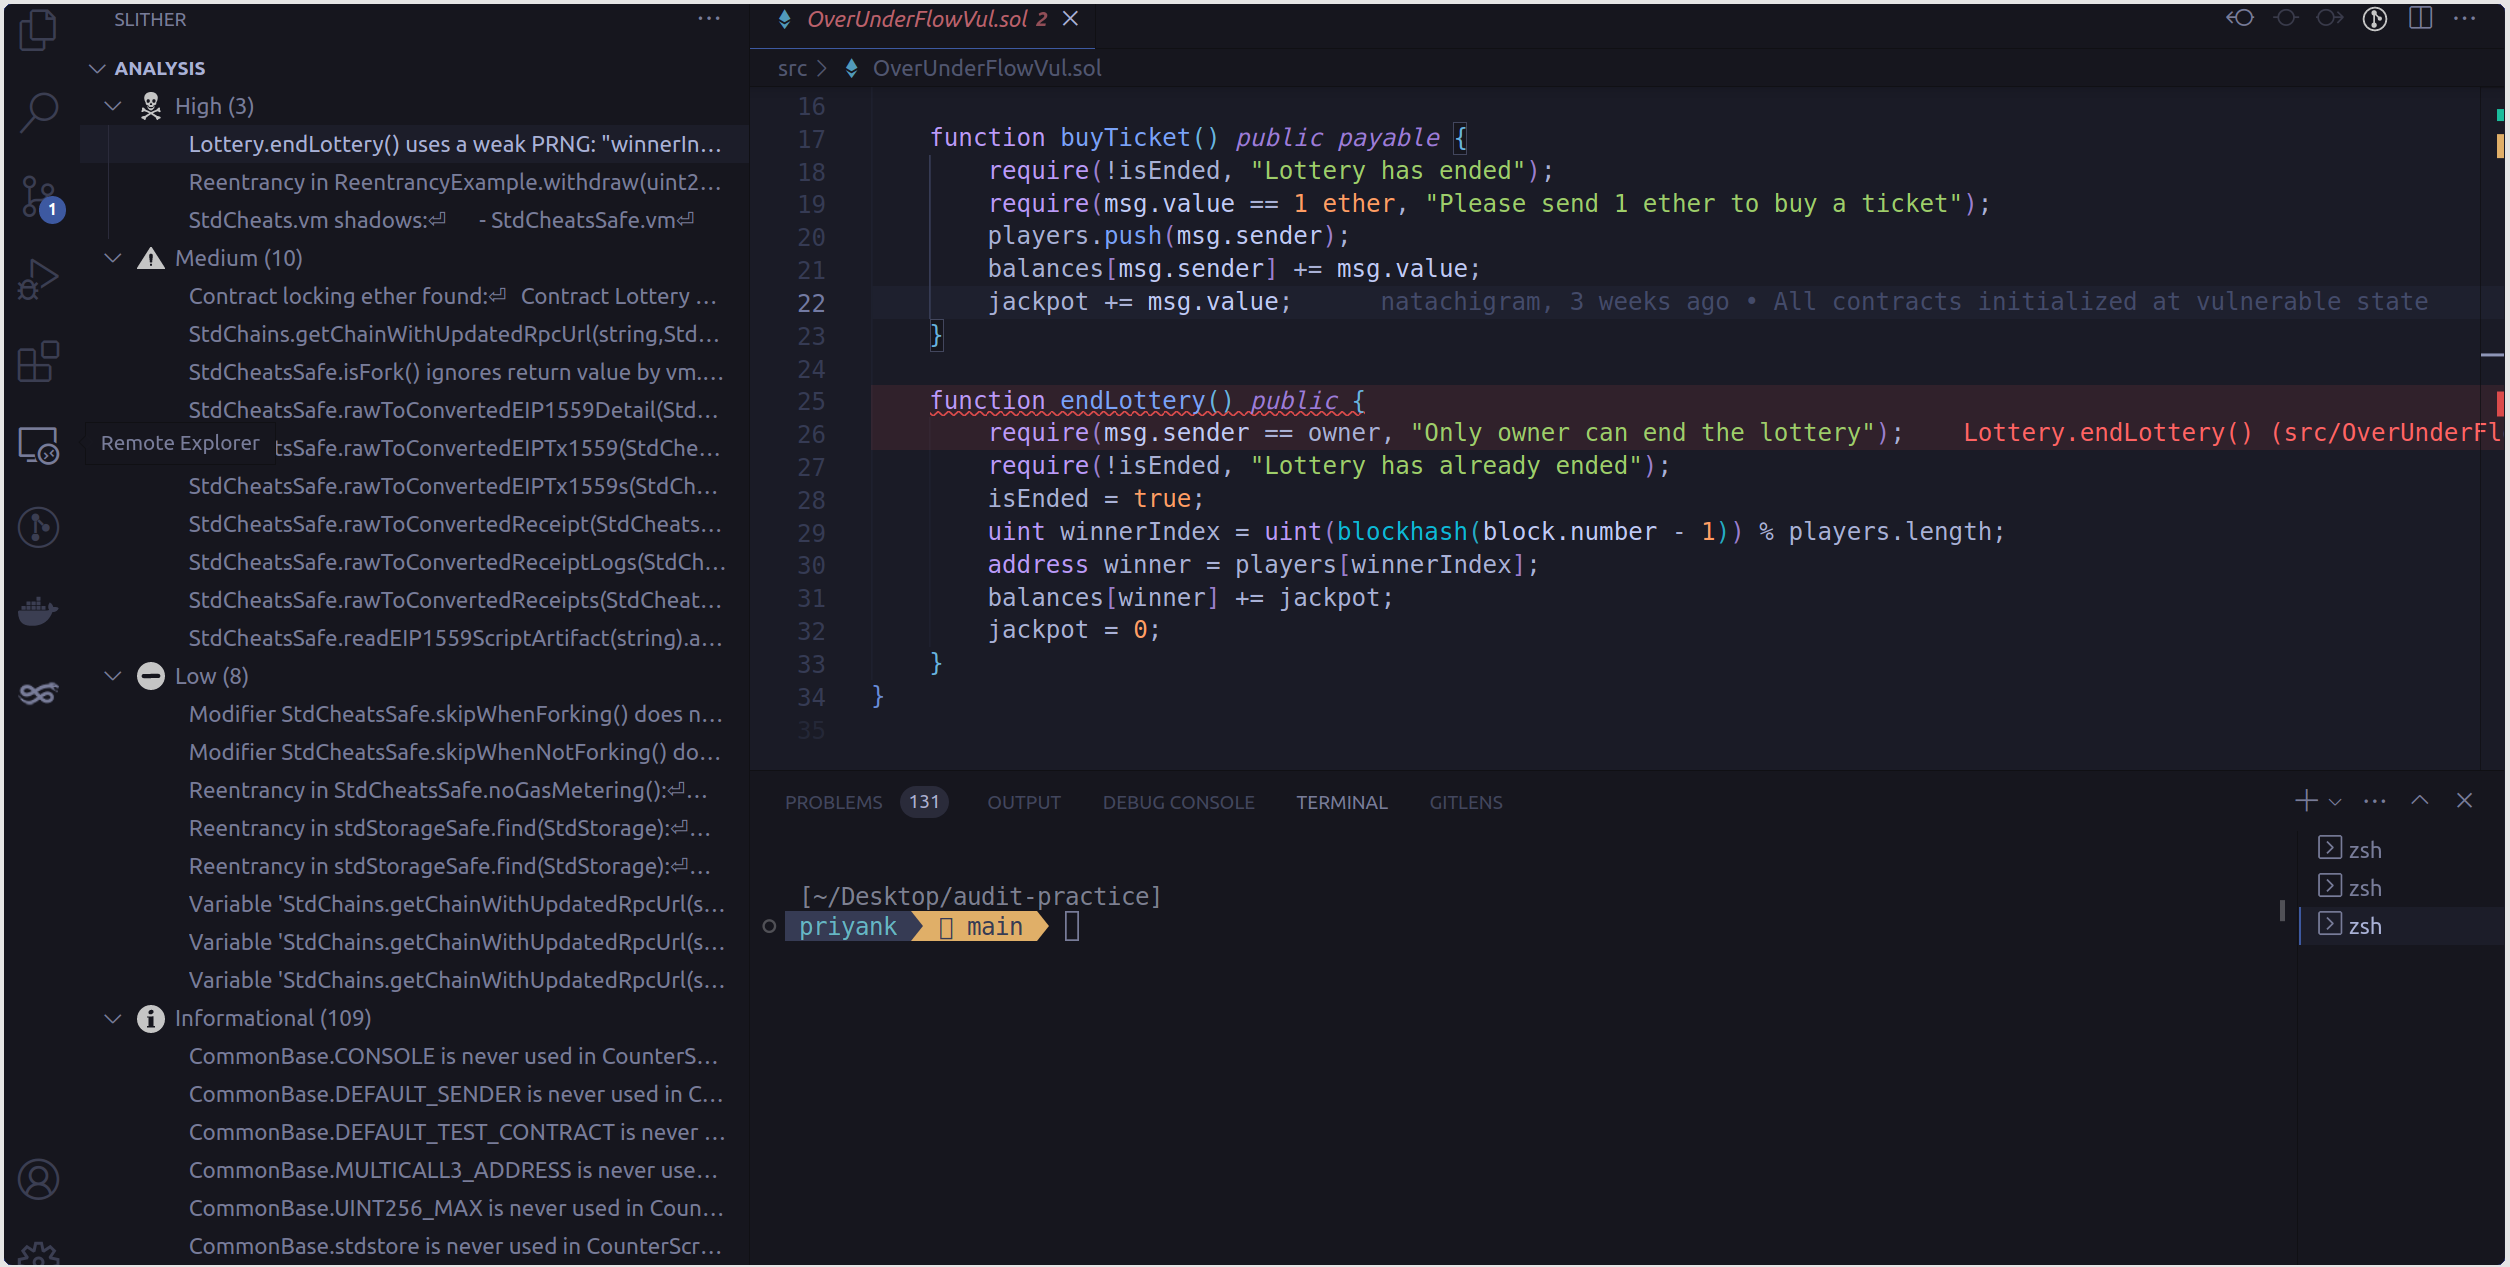 SLITHER
ANALYSIS
High (3)
Lottery.endLottery() uses a weak PRNG: "winnerIn...
Reentrancy in ReentrancyExample.withdraw(uint2...
StdCheats.vm shadows:⏎ - StdCheatsSafe.vm⏎
Medium (10)
Contract locking ether found:⏎ Contract Lottery ...
StdChains.getChainWithUpdatedRpcUrl(string,Std...
StdCheatsSafe.isFork() ignores return value by vm....
StdCheatsSafe.rawToConvertedEIP1559Detail(Std...
Remote Explorer
tsSafe.rawToConvertedEIPTx1559(StdChe...
StdCheatsSafe.rawToConvertedEIPTx1559s(StdCh...
StdCheatsSafe.rawToConvertedReceipt(StdCheats...
StdCheatsSafe.rawToConvertedReceiptLogs(StdCh...
StdCheatsSafe.rawToConvertedReceipts(StdCheat...
StdCheatsSafe.readEIP1559ScriptArtifact(string).a...
Low (8)
Modifier StdCheatsSafe.skipWhenForking() does n...
Modifier StdCheatsSafe.skipWhenNotForking() do...
Reentrancy in StdCheatsSafe.noGasMetering():⏎...
Reentrancy in stdStorageSafe.find(StdStorage):⏎...
Reentrancy in stdStorageSafe.find(StdStorage):⏎...
Variable 'StdChains.getChainWithUpdatedRpcUrl(s...
Variable 'StdChains.getChainWithUpdatedRpcUrl(s...
Variable 'StdChains.getChainWithUpdatedRpcUrl(s...
Informational (109)
CommonBase.CONSOLE is never used in CounterS...
CommonBase.DEFAULT_SENDER is never used in C...
CommonBase.DEFAULT_TEST_CONTRACT is never ...
CommonBase.MULTICALL3_ADDRESS is never use...
CommonBase.UINT256_MAX is never used in Coun...
CommonBase.stdstore is never used in CounterScr...
1
OverUnderFlowVul.sol 2
src > OverUnderFlowVul.sol
16
17 function buyTicket() public payable {
18 require(!isEnded, "Lottery has ended");
19 require(msg.value == 1 ether, "Please send 1 ether to buy a ticket");
20 players.push(msg.sender);
21 balances[msg.sender] += msg.value;
22 jackpot += msg.value; natachigram, 3 weeks ago • All contracts initialized at vulnerable state
23 }
24
25 function endLottery() public {
26 require(msg.sender == owner, "Only owner can end the lottery"); Lottery.endLottery() (src/OverUnderFl
27 require(!isEnded, "Lottery has already ended");
28 isEnded = true;
29 uint winnerIndex = uint(blockhash(block.number - 1)) % players.length;
30 address winner = players[winnerIndex];
31 balances[winner] += jackpot;
32 jackpot = 0;
33 }
34 }
35
PROBLEMS 131 OUTPUT DEBUG CONSOLE TERMINAL GITLENS
[~/Desktop/audit-practice]
priyank main
zsh
zsh
zsh